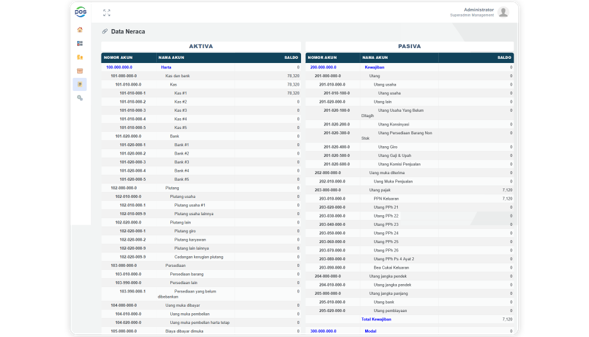 DOS
Administrator
Data Neraca
AKTIVA
NOMOR AKUN NAMA AKUN SALDO
100.000.000-0 Harta 0
101.000.000-0 Kas dan bank 78,320
101.010.000-0 Kas 78,320
101-010-000-1 Kas #1 78,320
101-010-000-2 Kas #2 0
101-010-000-3 Kas #3 0
101-010-000-4 Kas #4 0
101-010-000-5 Kas #5 0
101.020.000-0 Bank 0
101-020-000-1 Bank #1 0
101-020-000-2 Bank #2 0
101-020-000-3 Bank #3 0
101-020-000-4 Bank #4 0
101-020-000-5 Bank #5 0
102.000.000-0 Piutang 0
102.010.000-0 Piutang usaha 0
102-010-000-1 Piutang usaha #1 0
102-010-000-9 Piutang usaha lainnya 0
102.020.000-0 Piutang lain 0
102-020-000-1 Piutang giro 0
102-020-000-2 Piutang karyawan 0
102-020-000-9 Piutang lain lainnya 0
102-020-000-9 Cadangan kerugian piutang 0
103.000.000-0 Persediaan 0
103.010.000-0 Persediaan barang 0
103.090.000-0 Persediaan lain 0
103-090-000-1 Persediaan yang belum
dibebankan 0
104.000.000-0 Uang muka dibayar 0
104.010.000-0 Uang muka pembelian 0
104-020-000-0 Uang muka pembelian harta tetap 0
105.000.000-0 Biaya dibayar dimuka 0
PASIVA
NOMOR AKUN NAMA AKUN SALDO
200.000.000-0 Kewajiban 0
201.000.000-0 Utang 0
201.010.000-0 Utang usaha 0
201-010-100-0 Utang usaha 0
201.020.000-0 Utang lain 0
201-020-100-0 Utang Usaha Yang Belum
Ditagih 0
201-020-200-0 Utang Konsinyasi 0
201-020-300-0 Utang Persediaan Barang Non
Stok 0
201-020-400-0 Utang Giro 0
201-020-500-0 Utang Gaji & Upah 0
201-020-600-0 Utang Komisi Penjualan 0
202.000.000-0 Uang muka diterima 0
202.010.000-0 Uang Muka Penjualan 0
203.000.000-0 Utang pajak 7,120
203.010.000-0 PPN Keluaran 7,120
203-020-000-0 Utang PPh 21 0
203-030-000-0 Utang PPh 22 0
203-040-000-0 Utang PPh 23 0
203-050-000-0 Utang PPh 24 0
203-060-000-0 Utang PPh 25 0
203-070-000-0 Utang PPh 26 0
203-080-000-0 Utang PPh Ps 4 Ayat 2 0
203-090-000-0 Bea Cukai Keluaran 0
204.000.000-0 Utang jangka pendek 0
204-010-000-0 Utang jangka pendek 0
205.000.000-0 Utang jangka panjang 0
205-010-000-0 Utang bank 0
205-020-000-0 Utang pembiayaan 0
Total Kewajiban 7,120
300.000.000-0 Modal 0